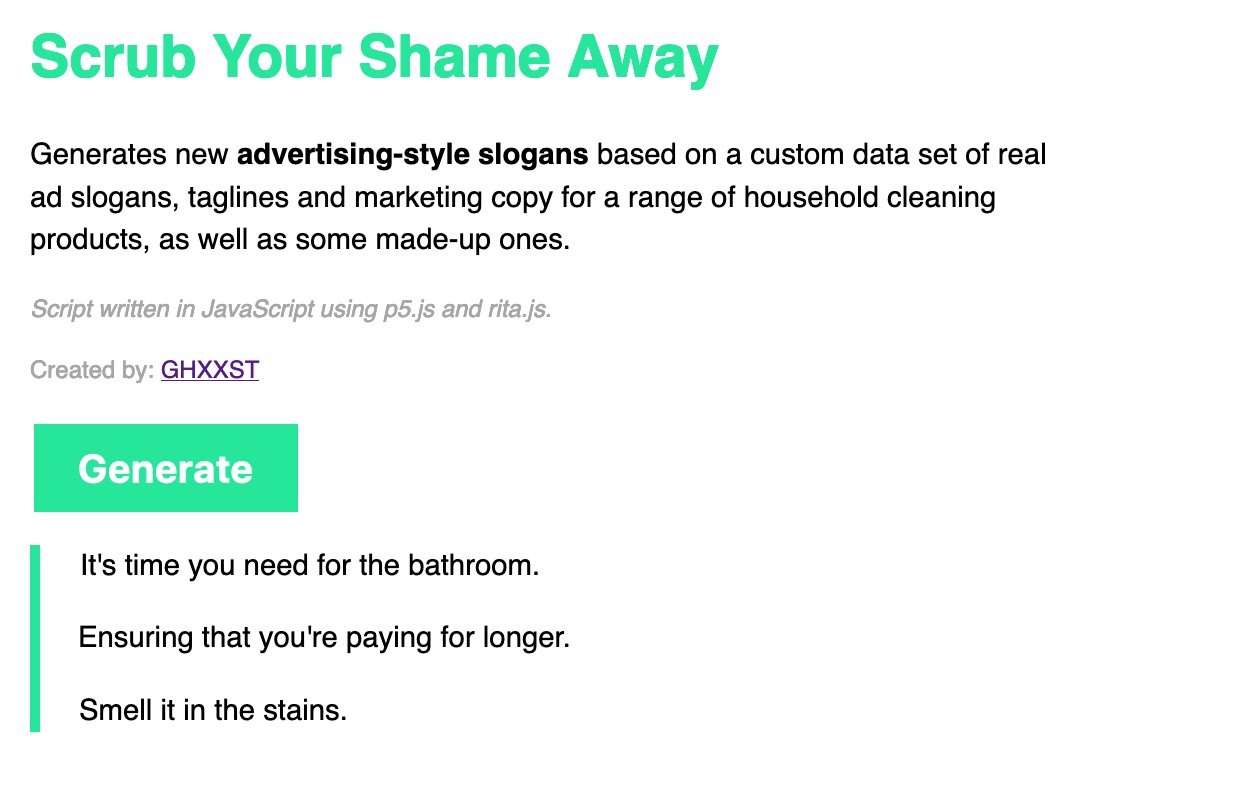 Scrub Your Shame Away
Generates new advertising-style slogans based on a custom data set of real
ad slogans, taglines and marketing copy for a range of household cleaning
products, as well as some made-up ones.
Script written in JavaScript using p5.js and rita.js.
Created by: GHXXST
Generate
It's time you need for the bathroom.
Ensuring that you're paying for longer.
Smell it in the stains.